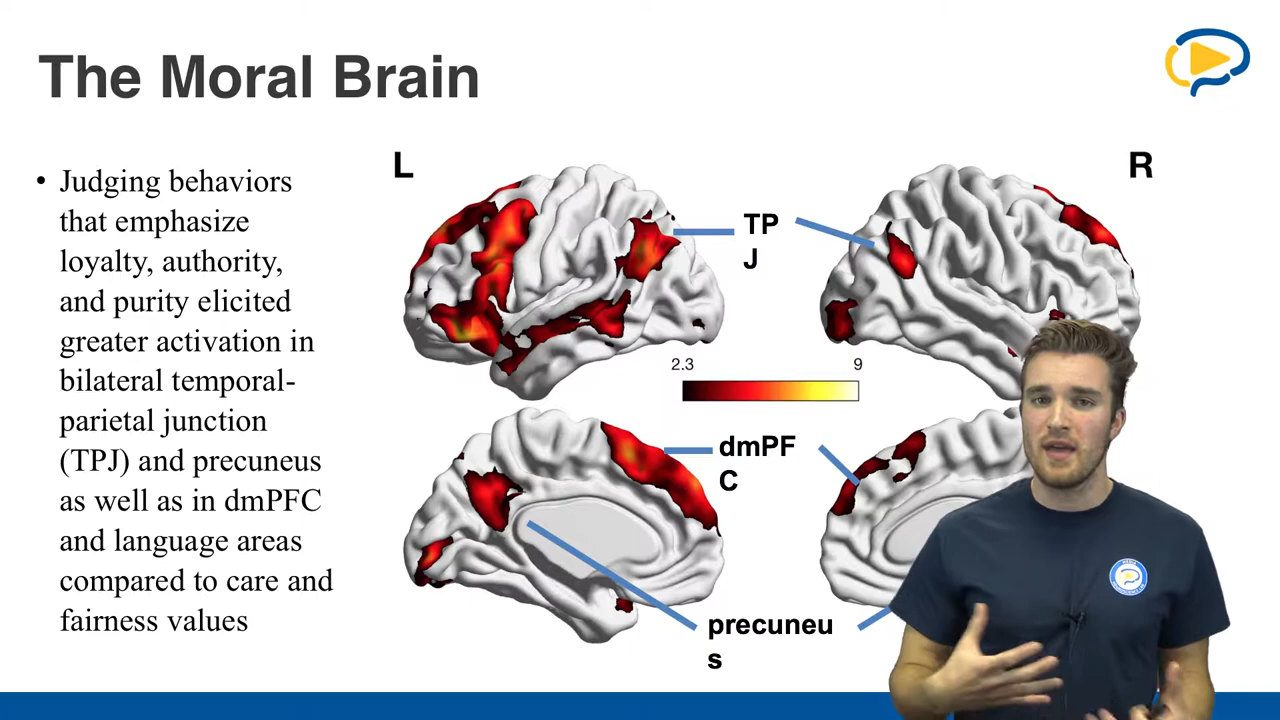 The Moral Brain
• Judging behaviors
that emphasize
loyalty, authority,
and purity elicited
greater activation in
bilateral temporal-
parietal junction
(TPJ) and precuneus
as well as in dmPFC
and language areas
compared to care and
fairness values
L
R
TP
J
2.3
9
dmPF
C
precuneu
s